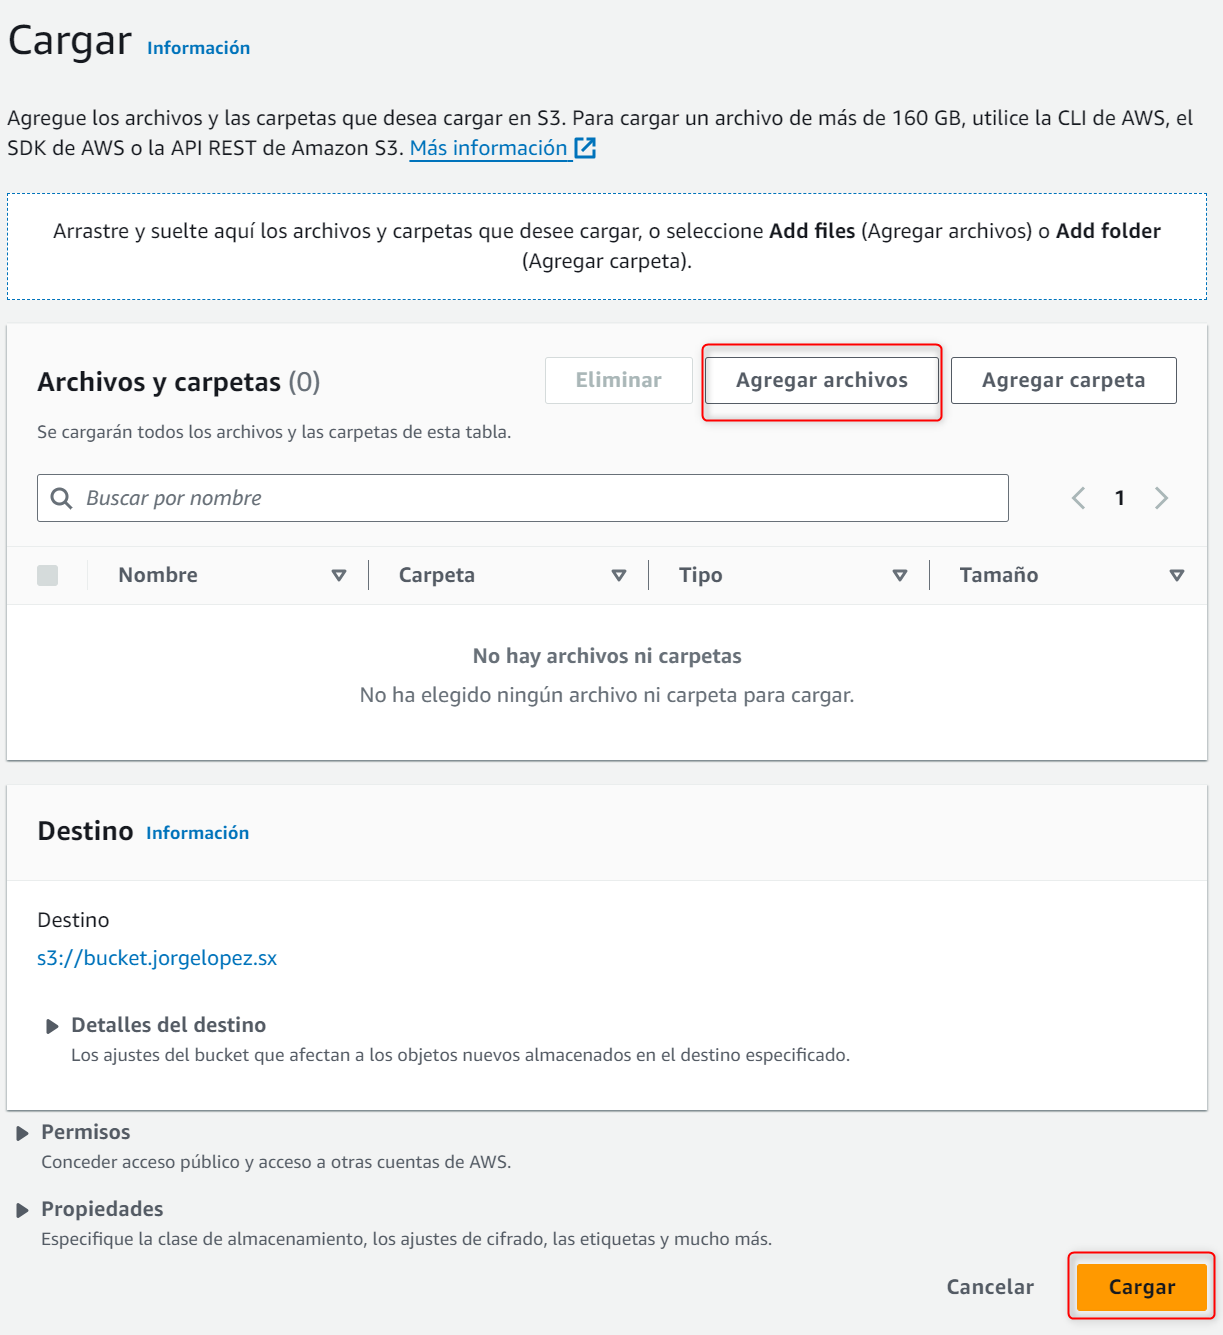 Cargar Información
Agregue los archivos y las carpetas que desea cargar en S3. Para cargar un archivo de más de 160 GB, utilice la CLI de AWS, el
SDK de AWS o la API REST de Amazon S3. Más información
Arrastre y suelte aquí los archivos y carpetas que desee cargar, o seleccione Add files (Agregar archivos) o Add folder
(Agregar carpeta).
Archivos y carpetas (0) Eliminar Agregar archivos Agregar carpeta
Se cargarán todos los archivos y las carpetas de esta tabla.
Buscar por nombre 1
Nombre Carpeta Tipo Tamaño
No hay archivos ni carpetas
No ha elegido ningún archivo ni carpeta para cargar.
Destino Información
Destino
s3://bucket.jorgelopez.sx
Detalles del destino
Los ajustes del bucket que afectan a los objetos nuevos almacenados en el destino especificado.
Permisos
Conceder acceso público y acceso a otras cuentas de AWS.
Propiedades
Especifique la clase de almacenamiento, los ajustes de cifrado, las etiquetas y mucho más.
Cancelar Cargar